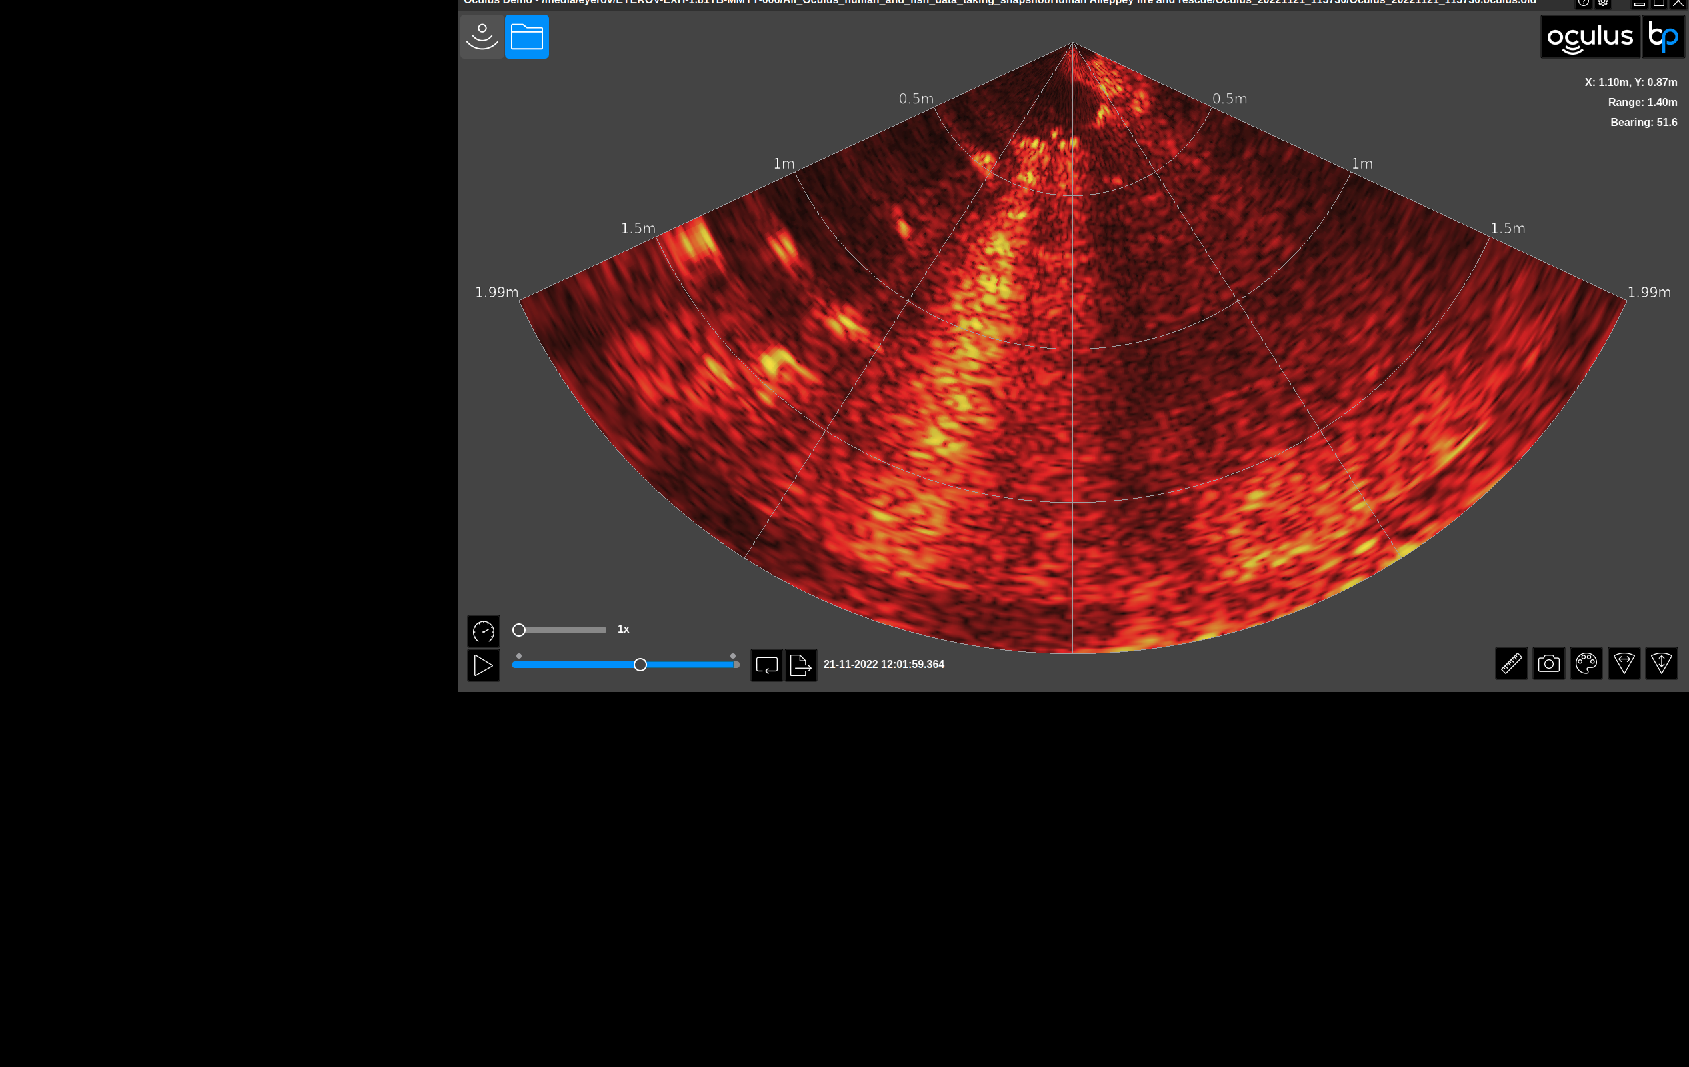 oculus bp
X: 1.10m, Y: 0.87m
Range: 1.40m
Bearing: 51.6
0.5m 0.5m
1m 1m
1.5m 1.5m
1.99m 1.99m
1x
21-11-2022 12:01:59.364